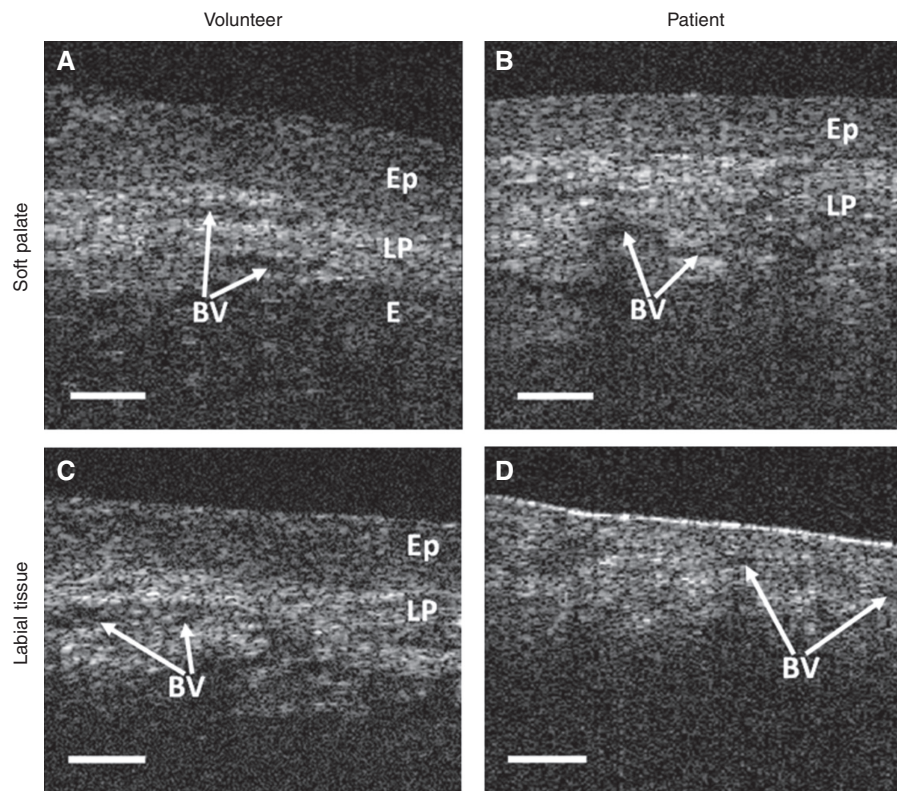 Volunteer
Patient
Soft palate
A
Ep
LP
BV
E
B
Ep
LP
BV
Labial tissue
C
Ep
LP
BV
D
BV